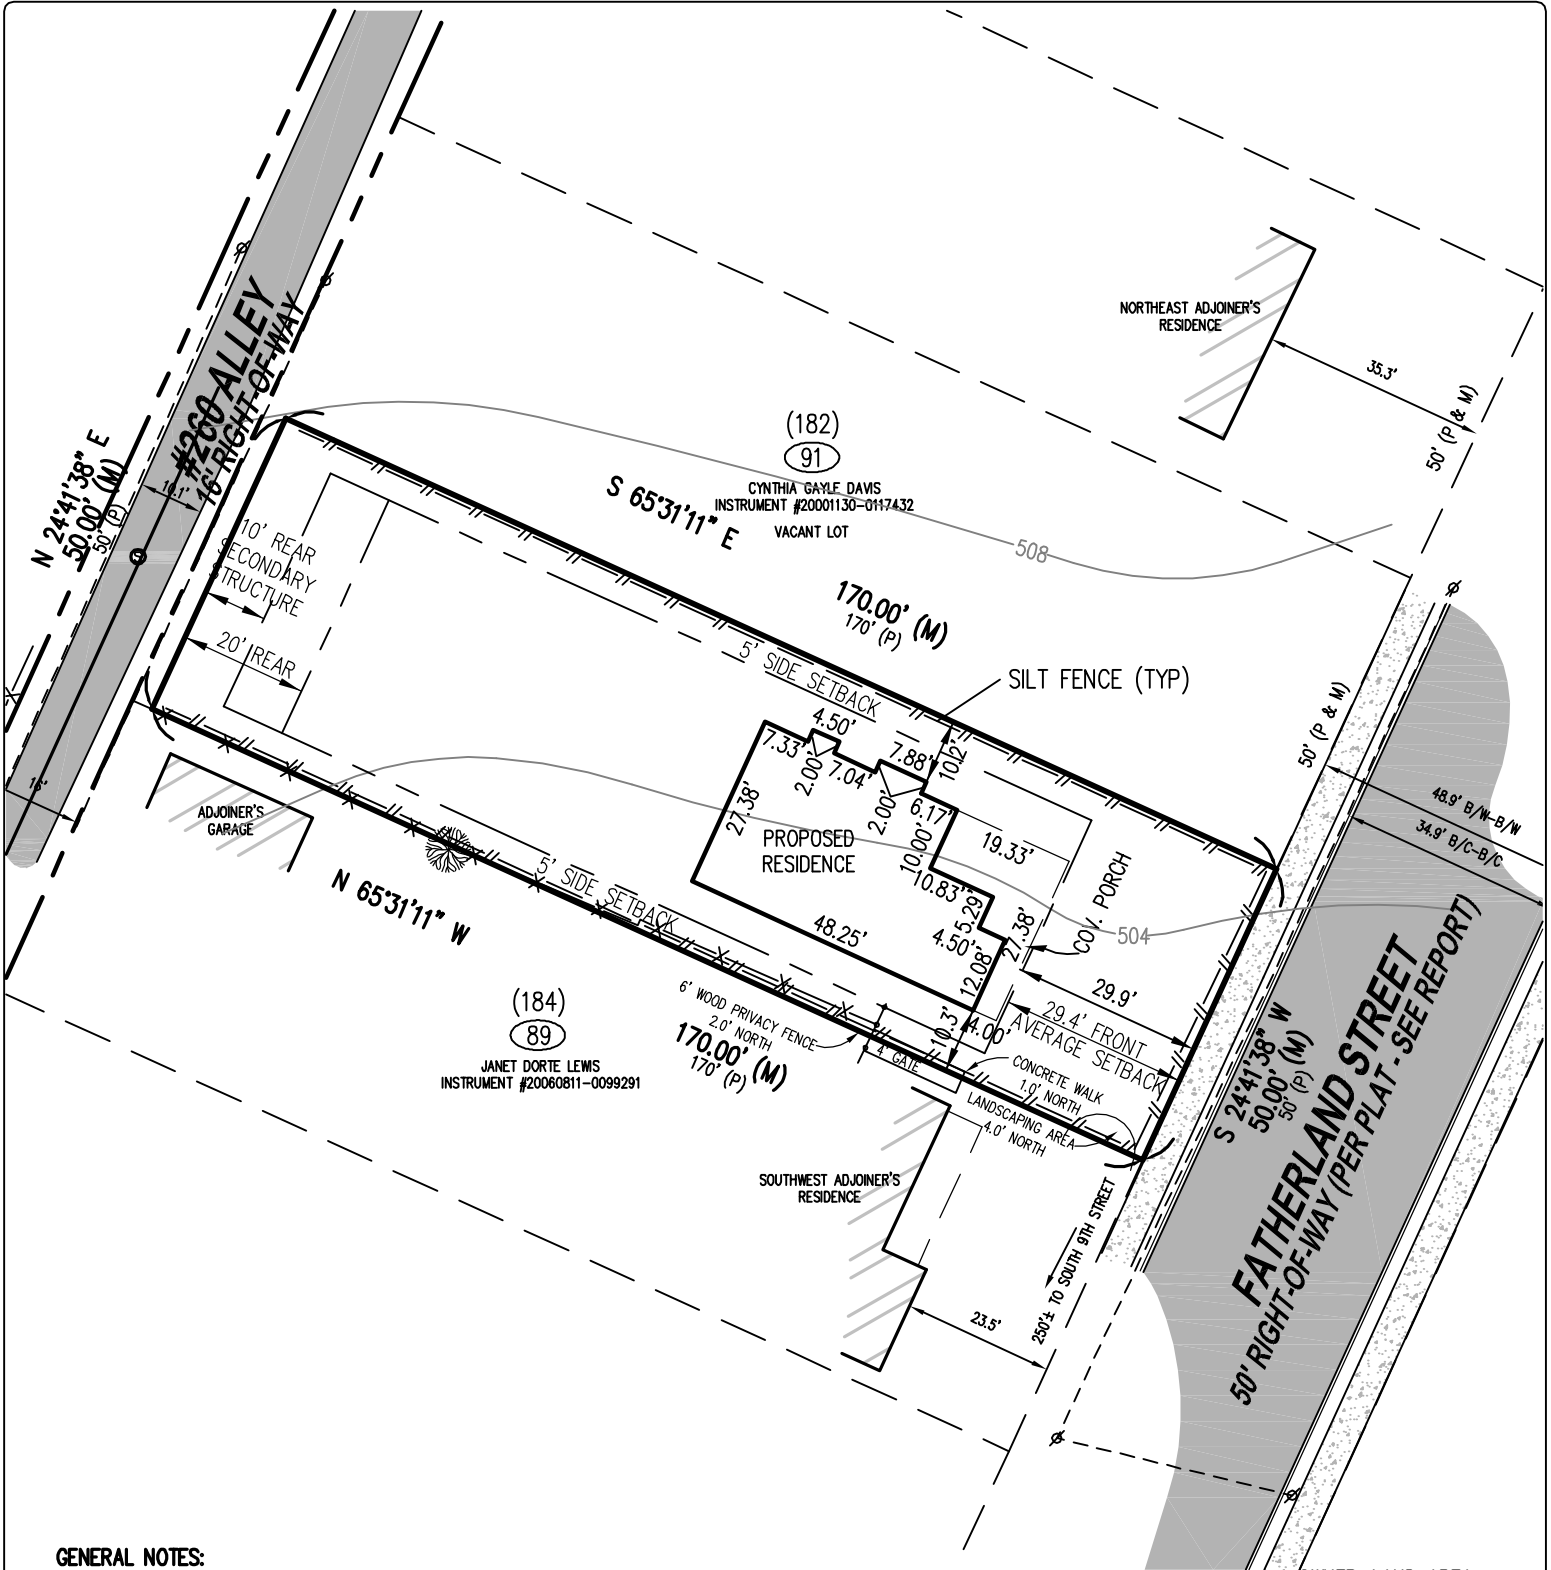 NORTHEAST ADJOINER'S
RESIDENCE
35.3'
50' (P & M)
#260 ALLEY
16' RIGHT-OF-WAY
N 24°41'38" E
50.00' (M)
50' (P)
10.1'
(182)
91
CYNTHIA GAYLE DAVIS
INSTRUMENT #20001130-0117432
VACANT LOT
S 65°31'11" E
508
170.00' (M)
170' (P)
10' REAR
SECONDARY
STRUCTURE
20' REAR
5' SIDE SETBACK
SILT FENCE (TYP)
50' (P & M)
4.50'
7.33'
2.00'
7.04'
7.88'
10.2'
2.00'
6.17'
27.38'
PROPOSED
RESIDENCE
10.00'
19.33'
10.83'
5.29'
4.50'
27.38'
COV. PORCH
48.25'
12.08'
504
48.9' B/W-B/W
34.9' B/C-B/C
16'
ADJOINER'S
GARAGE
5' SIDE SETBACK
N 65°31'11" W
29.9'
29.4' FRONT
AVERAGE SETBACK
10.3'
4.00'
(184)
89
JANET DORTE LEWIS
INSTRUMENT #20060811-0099291
6' WOOD PRIVACY FENCE
2.0' NORTH
170.00' (M)
170' (P)
4' GATE
CONCRETE WALK
1.0' NORTH
LANDSCAPING AREA
4.0' NORTH
S 24°41'38" W
50.00' (M)
50' (P)
FATHERLAND STREET
50' RIGHT-OF-WAY (PER PLAT - SEE REPORT)
SOUTHWEST ADJOINER'S
RESIDENCE
250'± TO SOUTH 9TH STREET
23.5'
GENERAL NOTES: